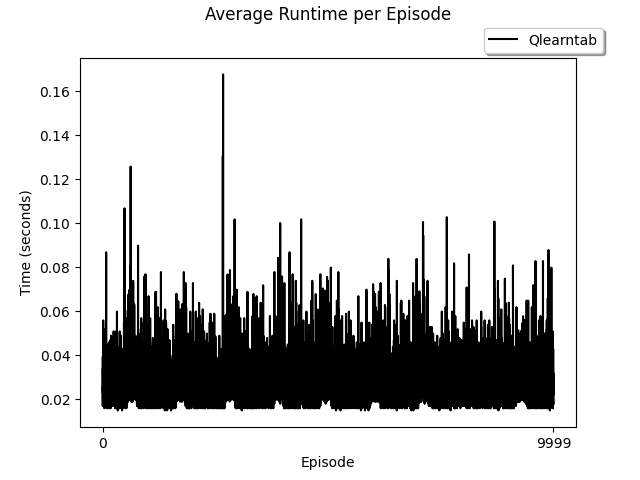 Average Runtime per Episode
Qlearntab
0.16
0.14
0.12
0.10
0.08
0.06
0.04
0.02
Time (seconds)
0 9999
Episode